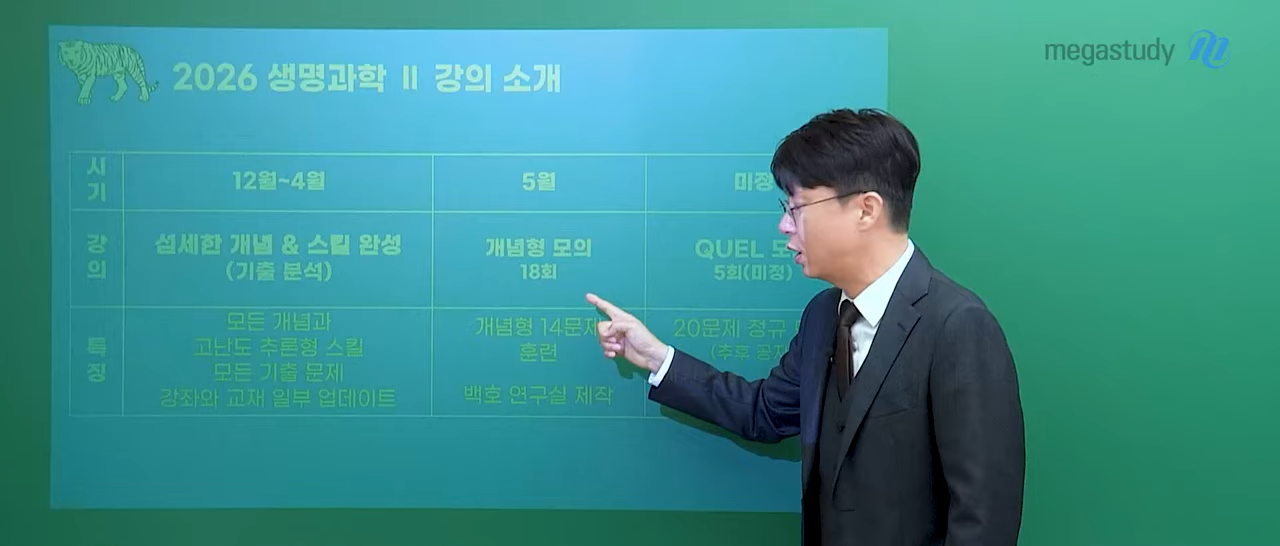 megastudy
2026 생명과학 Ⅱ 강의 소개
시기
12월~4월
5월
미정
강의
섬세한 개념 & 스킬 완성
(기출 분석)
개념형 모의
18회
QUEL
5회(미정)
특징
모든 개념과
고난도 추론형 스킬
모든 기출 문제
강좌와 교재 일부 업데이트
개념형 14문제
훈련
백호 연구실 제작
20문제 정규
(추후